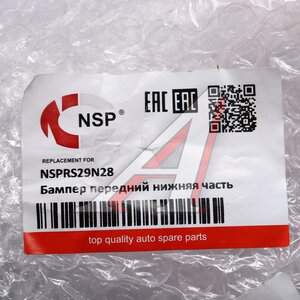 NSP®
EAC EAC
REPLACEMENT FOR
NSPRS29N28
Бампер передний нижняя часть
top quality auto spare parts